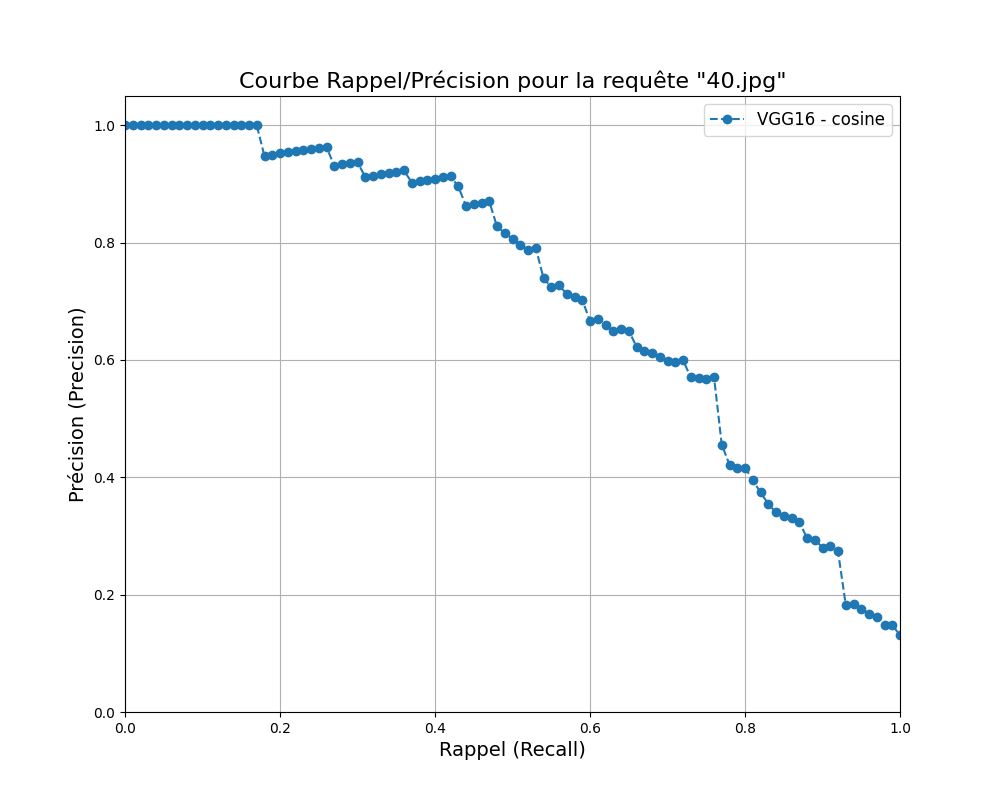 Courbe Rappel/Précision pour la requête "40.jpg"
VGG16 - cosine
1.0
0.8
0.6
0.4
0.2
0.0
Précision (Precision)
0.0 0.2 0.4 0.6 0.8 1.0
Rappel (Recall)